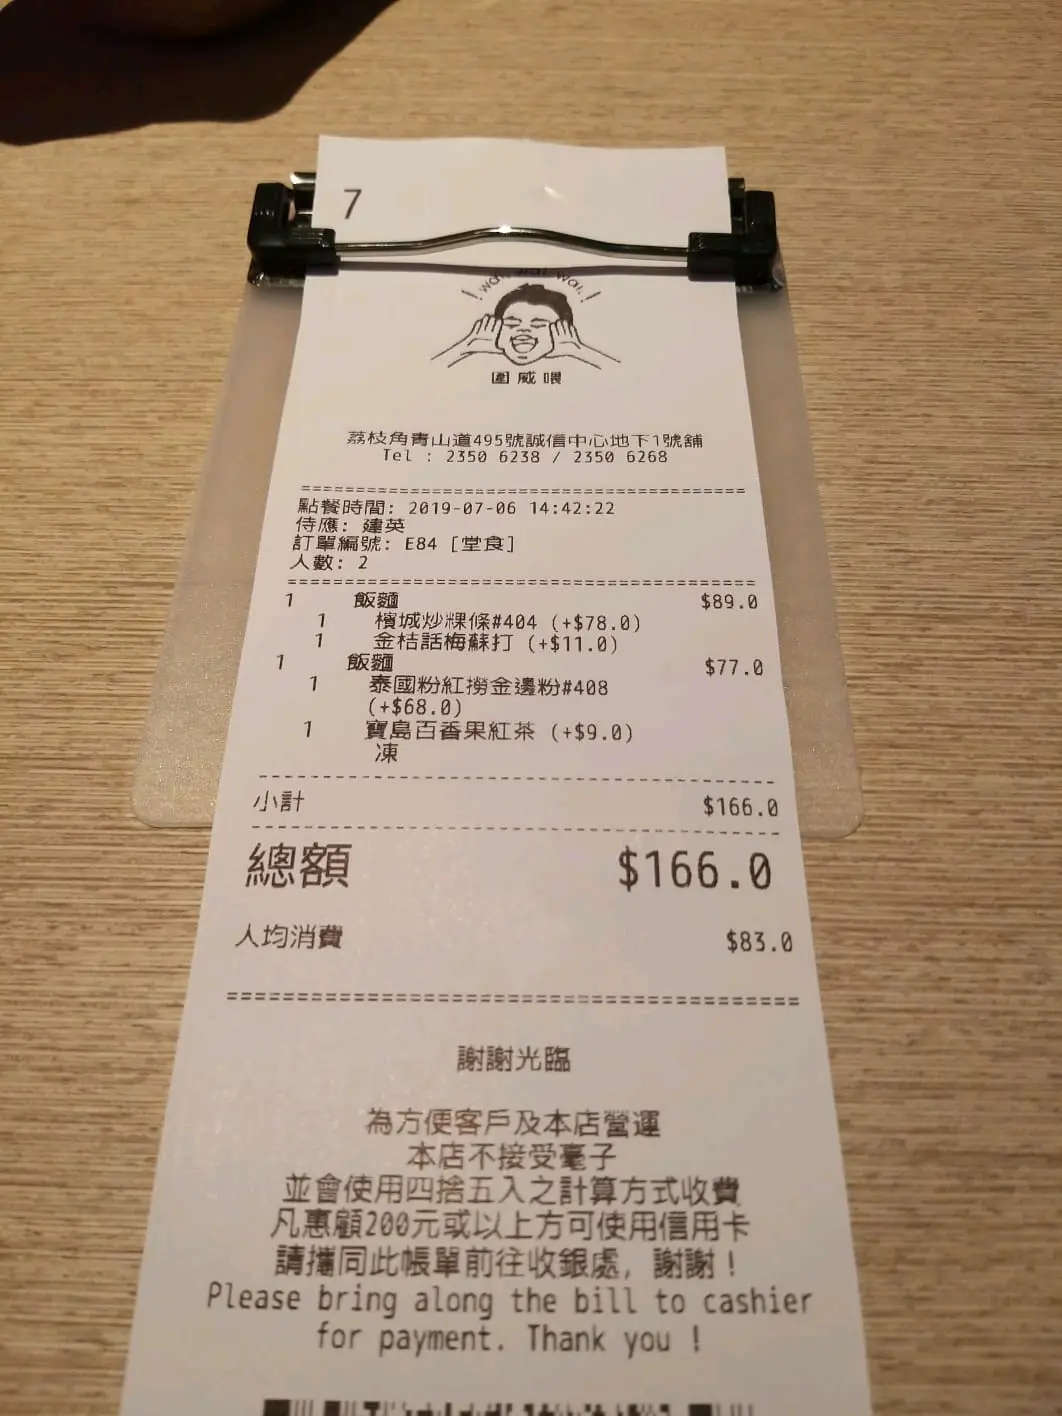 7
wai, wai, wai,
圍威喂
荔枝角青山道495號誠信中心地下1號舖
Tel : 2350 6238 / 2350 6268
點餐時間: 2019-07-06 14:42:22
侍應: 建英
訂單編號: E84 [堂食]
人數: 2
1 飯麵 $89.0
1 檳城炒粿條#404 (+$78.0)
1 金桔話梅蘇打 (+$11.0)
1 飯麵 $77.0
1 泰國粉紅撈金邊粉#408
(+$68.0)
1 寶島百香果紅茶 (+$9.0)
凍
小計 $166.0
總額 $166.0
人均消費 $83.0
謝謝光臨
為方便客戶及本店營運
本店不接受毫子
並會使用四捨五入之計算方式收費
凡惠顧200元或以上方可使用信用卡
請攜同此帳單前往收銀處, 謝謝!
Please bring along the bill to cashier
for payment. Thank you !